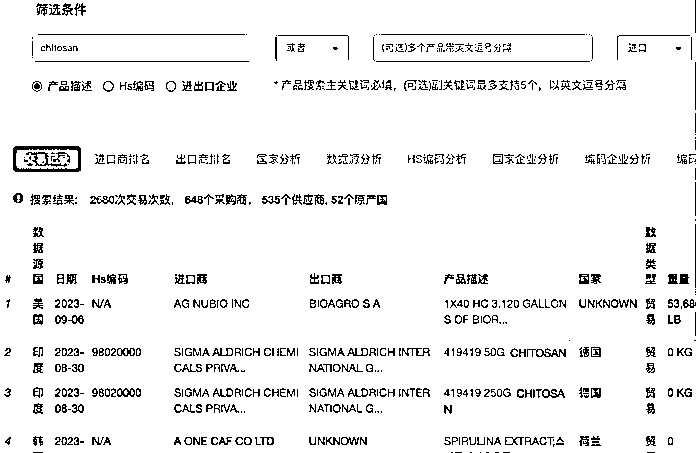 筛选条件
chitosan 或者 (可选)多个产品带英文逗号分隔 进口
产品描述 Hs编码 进出口企业 * 产品搜索主关键词必填，(可选)副关键词最多支持5个，以英文逗号分隔
交易记录 进口商排名 出口商排名 国家分析 数据源分析 HS编码分析 国家企业分析 编码企业分析 编码
搜索结果： 2680次交易次数， 648个采购商， 535个供应商, 52个原产国
# 数据源国 日期 Hs编码 进口商 出口商 产品描述 国家 数据类型 重量
1 美国 2023-09-06 N/A AG NUBIO INC BIOAGRO S A 1X40 HC 3.120 GALLONS OF BIOR... UNKNOWN 贸易 53,68 LB
2 印度 2023-08-30 98020000 SIGMA ALDRICH CHEMICALS PRIVA... SIGMA ALDRICH INTERNATIONAL G... 419419 50G CHITOSAN 德国 贸易 0 KG
3 印度 2023-08-30 98020000 SIGMA ALDRICH CHEMICALS PRIVA... SIGMA ALDRICH INTERNATIONAL G... 419419 250G CHITOSAN 德国 贸易 0 KG
4 韩 2023- N/A A ONE CAF CO LTD UNKNOWN SPIRULINA EXTRACT; 荷兰 贸 0